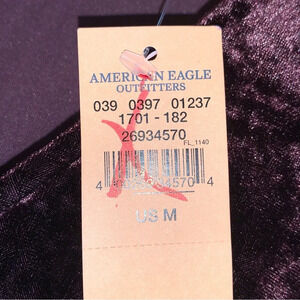 AMERICAN EAGLE
OUTFITTERS
039 0397 01237
1701 - 182
26934570
FL_1140
US M